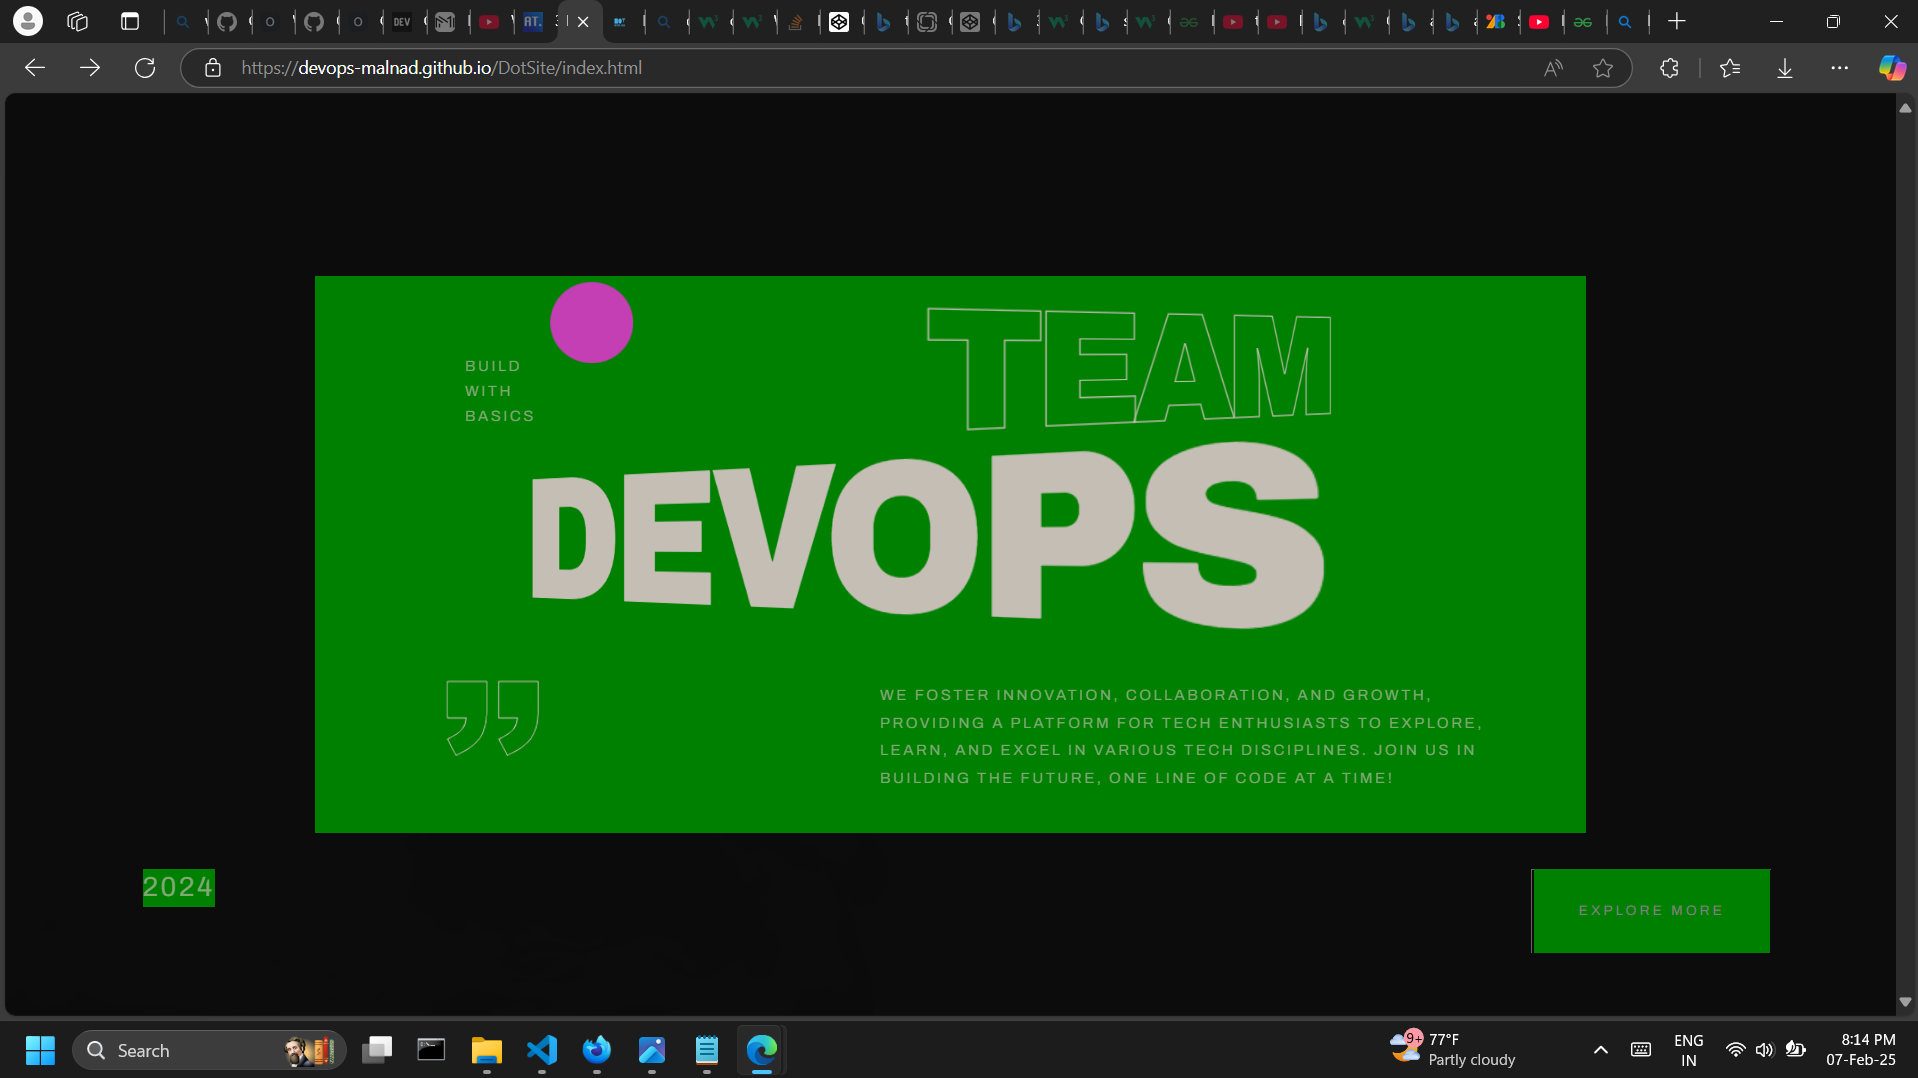 https://devops-malnad.github.io/DotSite/index.html
BUILD
WITH
BASICS
TEAM
DEVOPS
WE FOSTER INNOVATION, COLLABORATION, AND GROWTH,
PROVIDING A PLATFORM FOR TECH ENTHUSIASTS TO EXPLORE,
LEARN, AND EXCEL IN VARIOUS TECH DISCIPLINES. JOIN US IN
BUILDING THE FUTURE, ONE LINE OF CODE AT A TIME!
2024
EXPLORE MORE
Search
9+
77°F
Partly cloudy
ENG
IN
8:14 PM
07-Feb-25